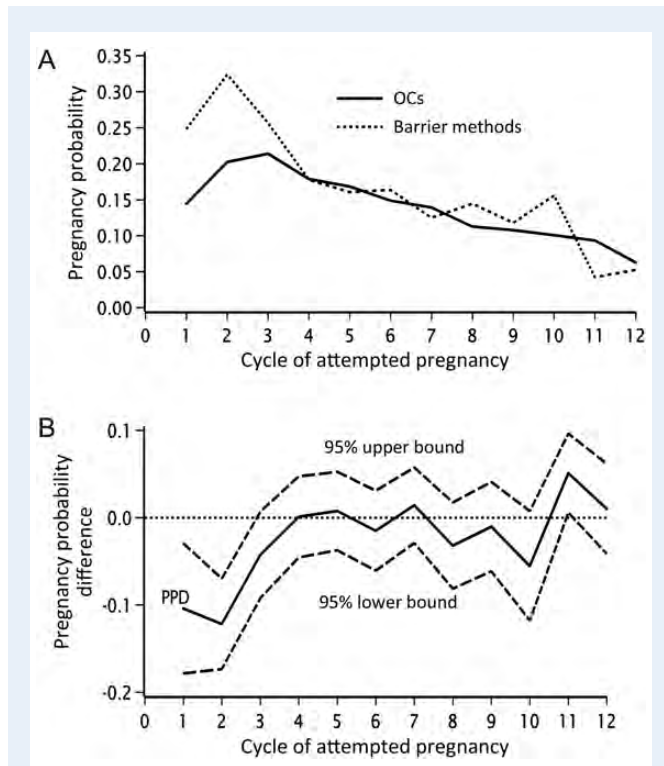 A
Pregnancy probability
0.35
0.30
0.25
0.20
0.15
0.10
0.05
0.00
OCs
Barrier methods
0 1 2 3 4 5 6 7 8 9 10 11 12
Cycle of attempted pregnancy
B
Pregnancy probability
difference
0.1
0.0
-0.1
-0.2
95% upper bound
PPD
95% lower bound
0 1 2 3 4 5 6 7 8 9 10 11 12
Cycle of attempted pregnancy